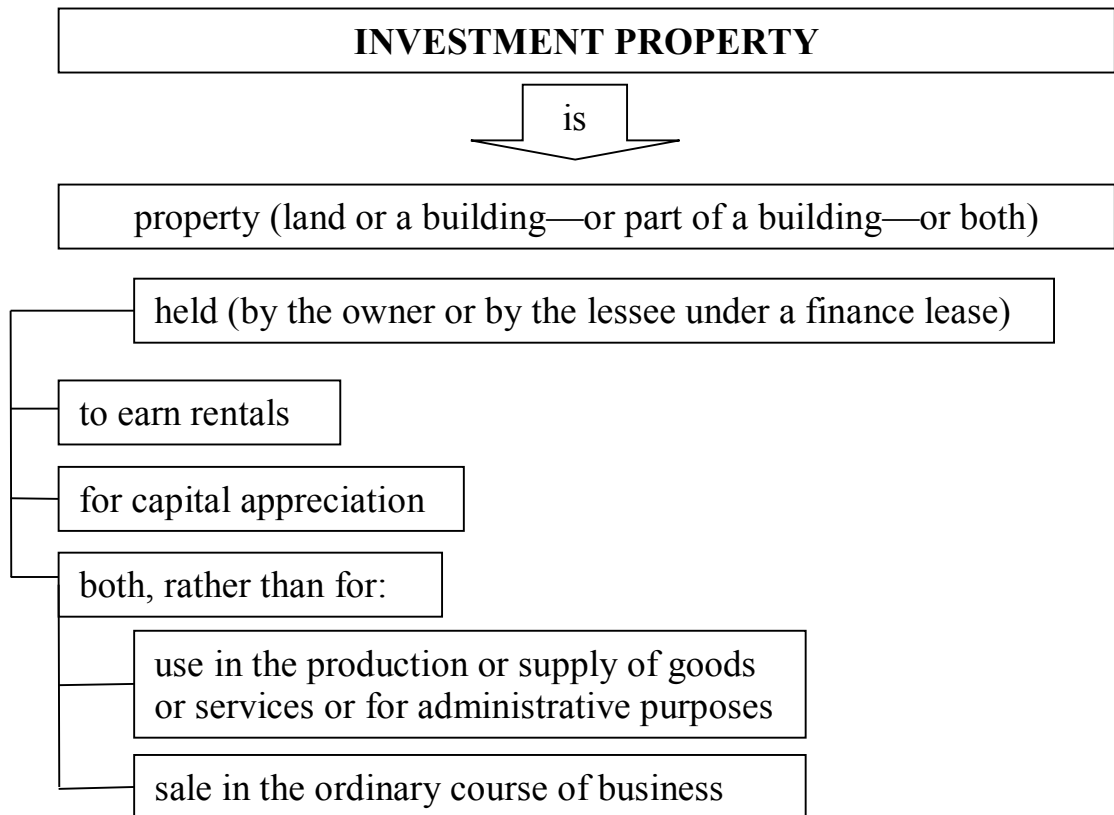 INVESTMENT PROPERTY
is
property (land or a building—or part of a building—or both)
held (by the owner or by the lessee under a finance lease)
to earn rentals
for capital appreciation
both, rather than for:
use in the production or supply of goods
or services or for administrative purposes
sale in the ordinary course of business